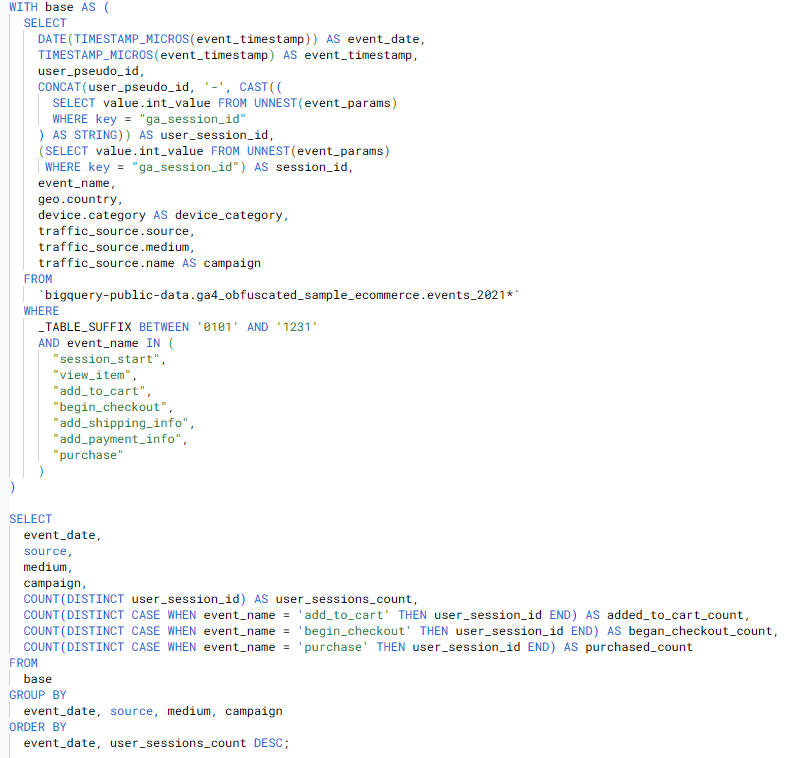 WITH base AS (
SELECT
DATE(TIMESTAMP_MICROS(event_timestamp)) AS event_date,
TIMESTAMP_MICROS(event_timestamp) AS event_timestamp,
user_pseudo_id,
CONCAT(user_pseudo_id, '-', CAST((
SELECT value.int_value FROM UNNEST(event_params)
WHERE key = "ga_session_id"
) AS STRING)) AS user_session_id,
(SELECT value.int_value FROM UNNEST(event_params)
WHERE key = "ga_session_id") AS session_id,
event_name,
geo.country,
device.category AS device_category,
traffic_source.source,
traffic_source.medium,
traffic_source.name AS campaign
FROM
`bigquery-public-data.ga4_obfuscated_sample_ecommerce.events_2021*`
WHERE
_TABLE_SUFFIX BETWEEN '0101' AND '1231'
AND event_name IN (
"session_start",
"view_item",
"add_to_cart",
"begin_checkout",
"add_shipping_info",
"add_payment_info",
"purchase"
)
)
SELECT
event_date,
source,
medium,
campaign,
COUNT(DISTINCT user_session_id) AS user_sessions_count,
COUNT(DISTINCT CASE WHEN event_name = 'add_to_cart' THEN user_session_id END) AS added_to_cart_count,
COUNT(DISTINCT CASE WHEN event_name = 'begin_checkout' THEN user_session_id END) AS began_checkout_count,
COUNT(DISTINCT CASE WHEN event_name = 'purchase' THEN user_session_id END) AS purchased_count
FROM
base
GROUP BY
event_date, source, medium, campaign
ORDER BY
event_date, user_sessions_count DESC;